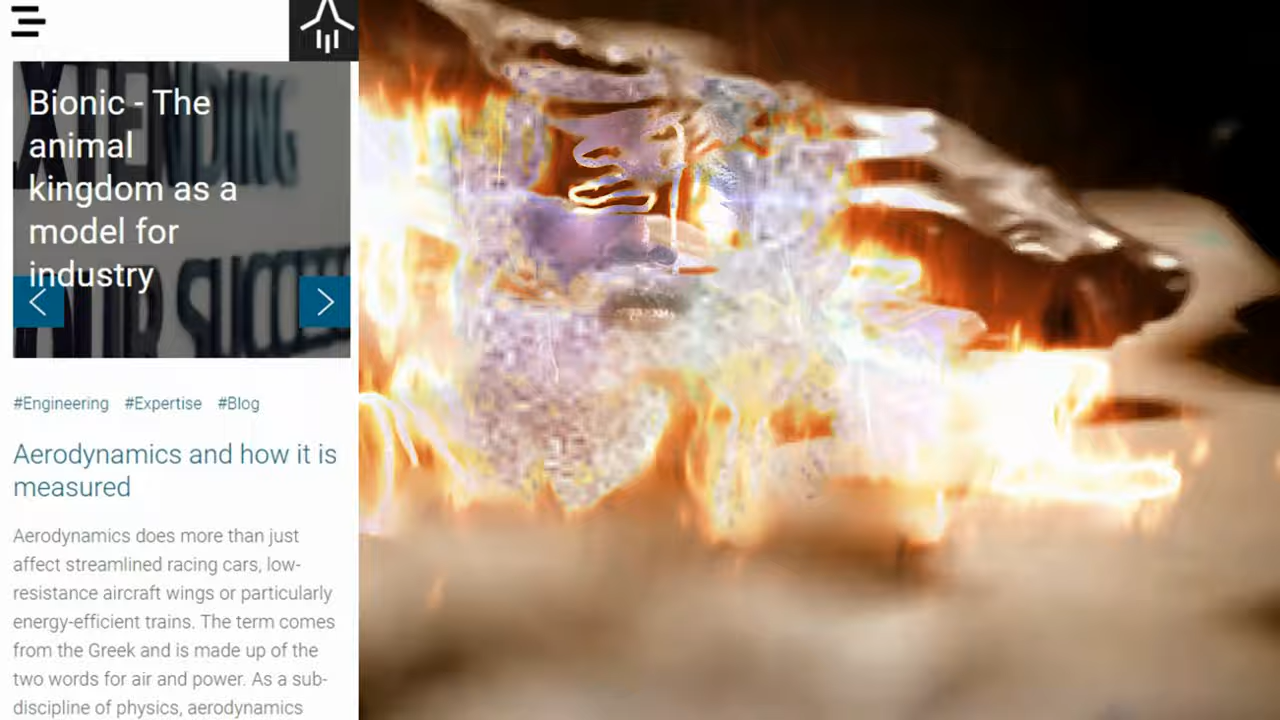 Bionic - The
animal
kingdom as a
model for
industry
#Engineering #Expertise #Blog
Aerodynamics and how it is
measured
Aerodynamics does more than just
affect streamlined racing cars, low-
resistance aircraft wings or particularly
energy-efficient trains. The term comes
from the Greek and is made up of the
two words for air and power. As a sub-
discipline of physics, aerodynamics